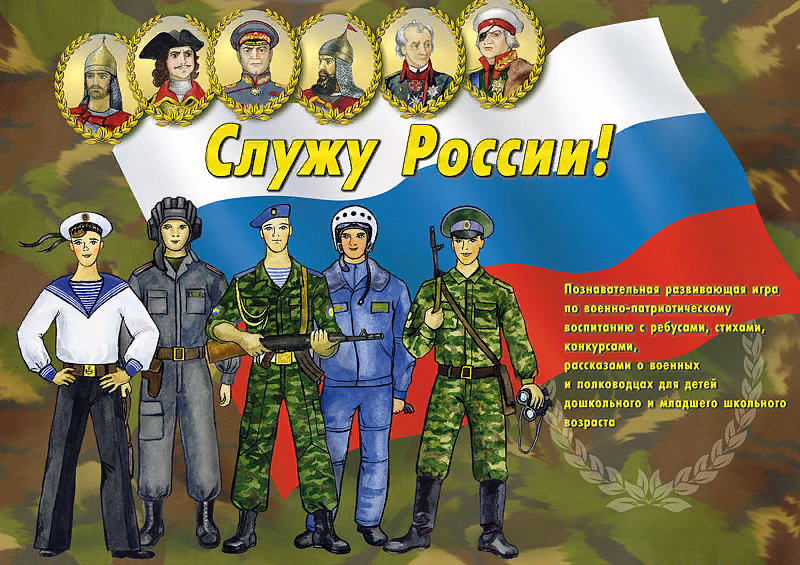 Служу России!
Познавательная развивающая игра
по военно-патриотическому
воспитанию с ребусами, стихами,
конкурсами,
рассказами о военных
и полководцах для детей
дошкольного и младшего школьного
возраста